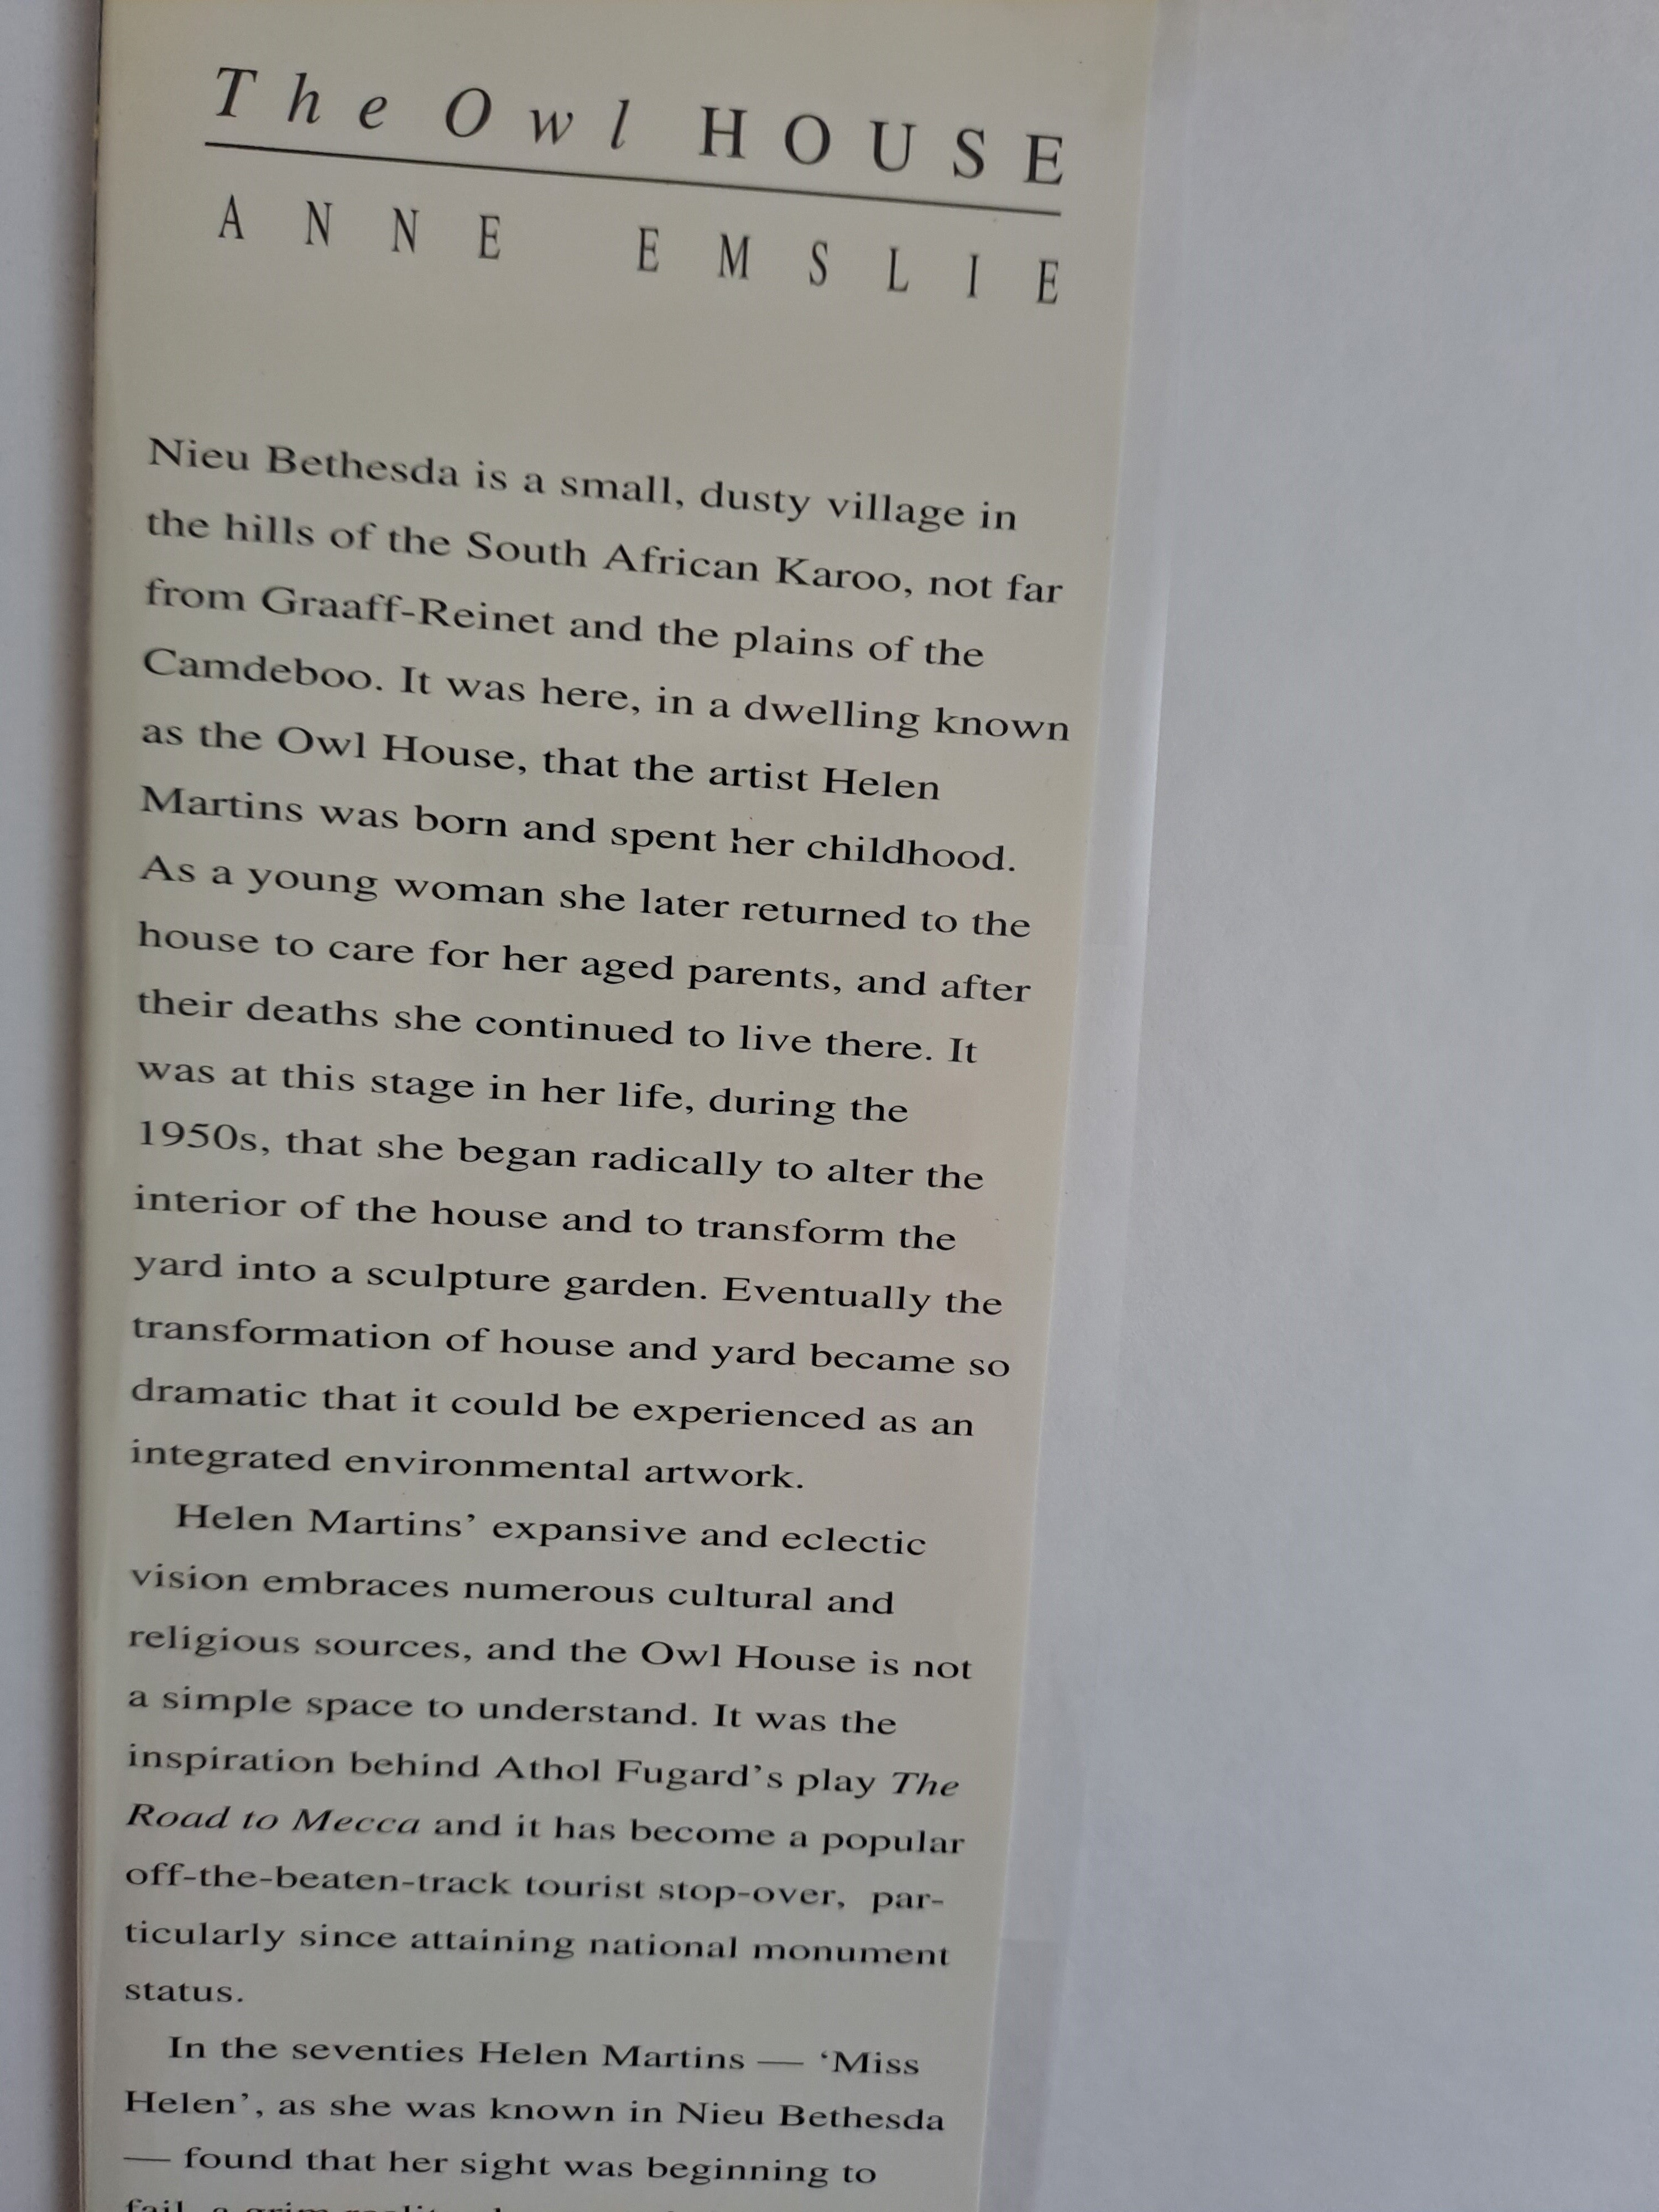 The Owl HOUSE
ANNE EMSLIE
Nieu Bethesda is a small, dusty village in
the hills of the South African Karoo, not far
from Graaff-Reinet and the plains of the
Camdeboo. It was here, in a dwelling known
as the Owl House, that the artist Helen
Martins was born and spent her childhood.
As a young woman she later returned to the
house to care for her aged parents, and after
their deaths she continued to live there. It
was at this stage in her life, during the
1950s, that she began radically to alter the
interior of the house and to transform the
yard into a sculpture garden. Eventually the
transformation of house and yard became so
dramatic that it could be experienced as an
integrated environmental artwork.
Helen Martins’ expansive and eclectic
vision embraces numerous cultural and
religious sources, and the Owl House is not
a simple space to understand. It was the
inspiration behind Athol Fugard’s play The
Road to Mecca and it has become a popular
off-the-beaten-track tourist stop-over, par-
ticularly since attaining national monument
status.
In the seventies Helen Martins — ‘Miss
Helen’, as she was known in Nieu Bethesda
— found that her sight was beginning to
fail, a grim